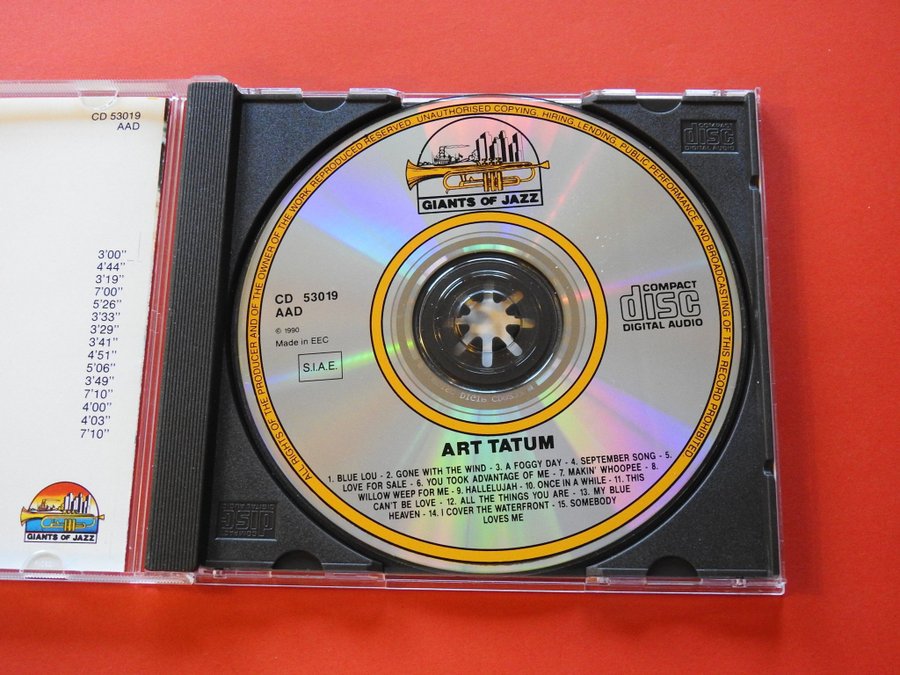 CD 53019
AAD
3'00"
4'44"
3'19"
7'00"
5'26"
3'33"
3'29"
3'41"
4'51"
5'06"
3'49"
7'10"
4'00"
4'03"
7'10"
GIANTS OF JAZZ
ALL RIGHTS OF THE PRODUCER AND OF THE OWNER OF THE WORK REPRODUCED RESERVED UNAUTHORISED COPYING, HIRING, LENDING, PUBLIC PERFORMANCE AND BROADCASTING OF THIS RECORD PROHIBITED
GIANTS OF JAZZ
CD 53019
AAD
© 1990
Made in EEC
S.I.A.E.
COMPACT
disc
DIGITAL AUDIO
ART TATUM
1. BLUE LOU - 2. GONE WITH THE WIND - 3. A FOGGY DAY - 4. SEPTEMBER SONG - 5.
LOVE FOR SALE - 6. YOU TOOK ADVANTAGE OF ME - 7. MAKIN' WHOOPEE - 8.
WILLOW WEEP FOR ME - 9. HALLELUJAH - 10. ONCE IN A WHILE - 11. THIS
CAN'T BE LOVE - 12. ALL THE THINGS YOU ARE - 13. MY BLUE
HEAVEN - 14. I COVER THE WATERFRONT - 15. SOMEBODY
LOVES ME
COMPACT
disc
DIGITAL AUDIO
COMPACT
disc
DIGITAL AUDIO